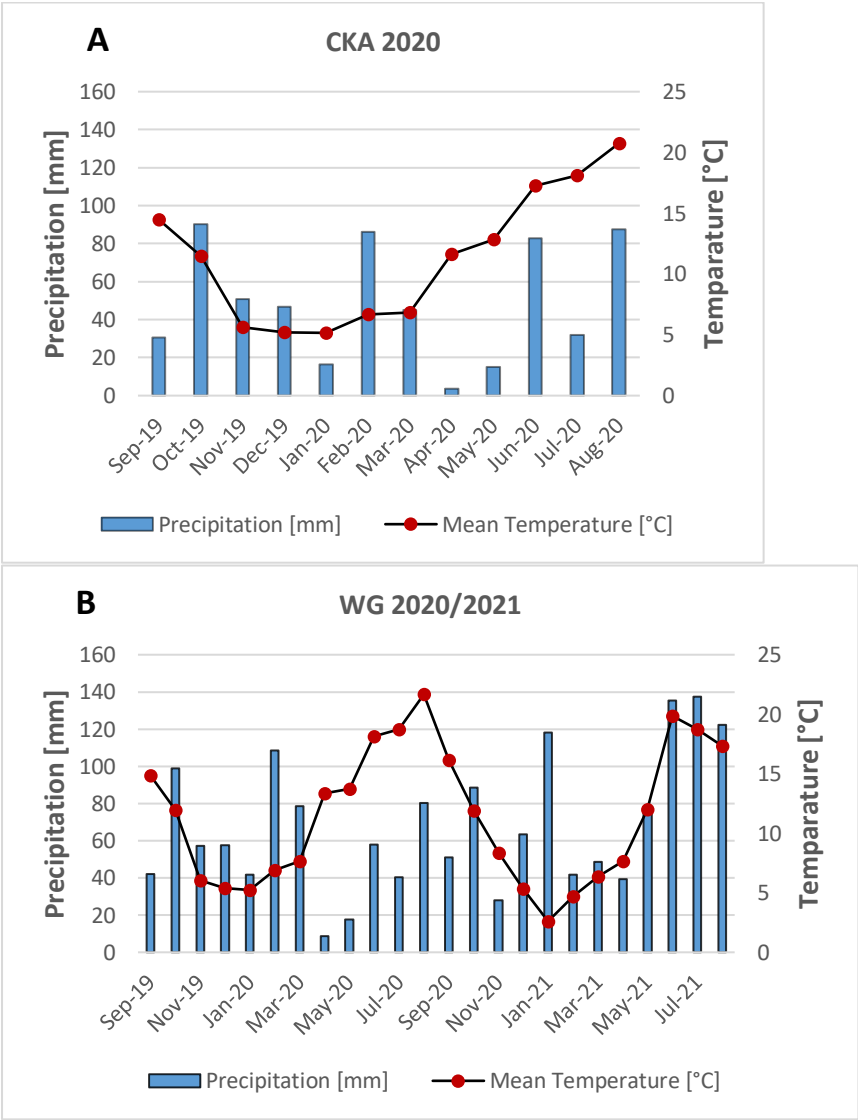 A
CKA 2020
Precipitation [mm]
160
140
120
100
80
60
40
20
0
25
20
15
10
5
0
Temparature [°C]
Sep-19
Oct-19
Nov-19
Dec-19
Jan-20
Feb-20
Mar-20
Apr-20
May-20
Jun-20
Jul-20
Aug-20
Precipitation [mm]
Mean Temperature [°C]
B
WG 2020/2021
Precipitation [mm]
160
140
120
100
80
60
40
20
0
25
20
15
10
5
0
Temparature [°C]
Sep-19
Nov-19
Jan-20
Mar-20
May-20
Jul-20
Sep-20
Nov-20
Jan-21
Mar-21
May-21
Jul-21
Precipitation [mm]
Mean Temperature [°C]